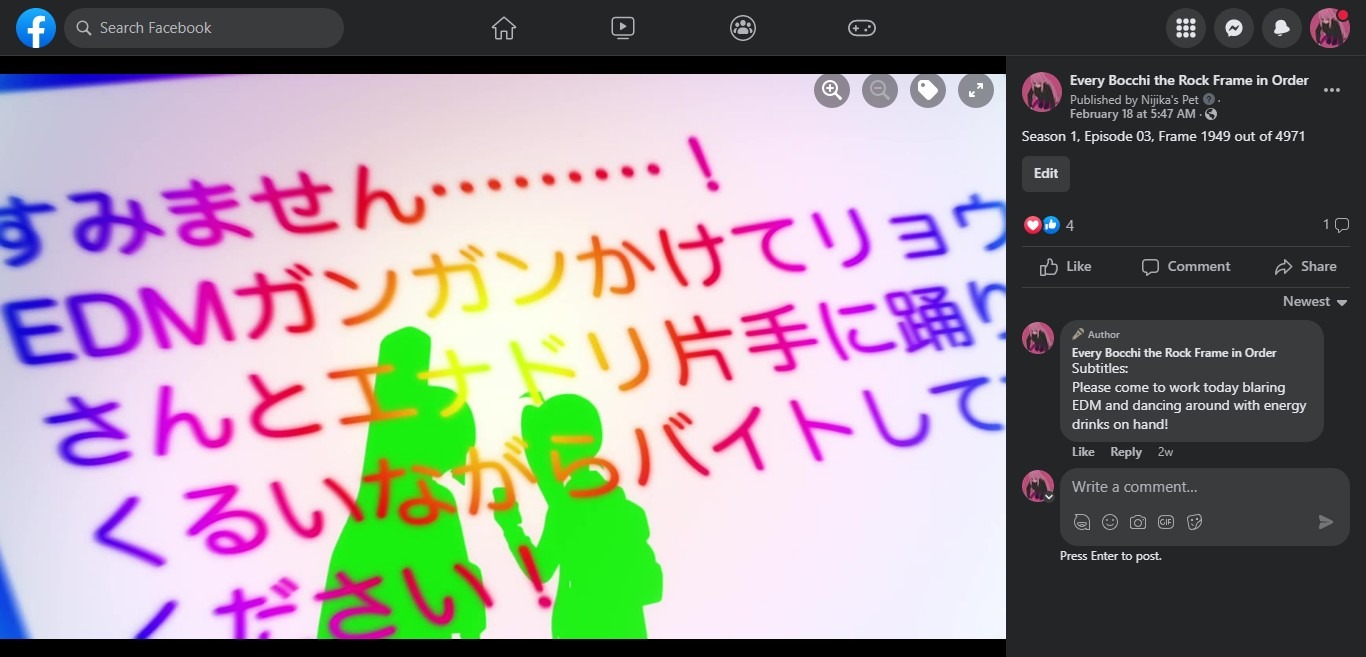 Search Facebook
すみません………！
EDMガンガンかけてリョウ
さんとエナドリ片手に踊り
くるいながらバイトして
ください！
Every Bocchi the Rock Frame in Order
Published by Nijika's Pet ·
February 18 at 5:47 AM ·
Season 1, Episode 03, Frame 1949 out of 4971
Edit
4
1
Like
Comment
Share
Newest
Author
Every Bocchi the Rock Frame in Order
Subtitles:
Please come to work today blaring
EDM and dancing around with energy
drinks on hand!
Like Reply 2w
Write a comment...
GIF
Press Enter to post.